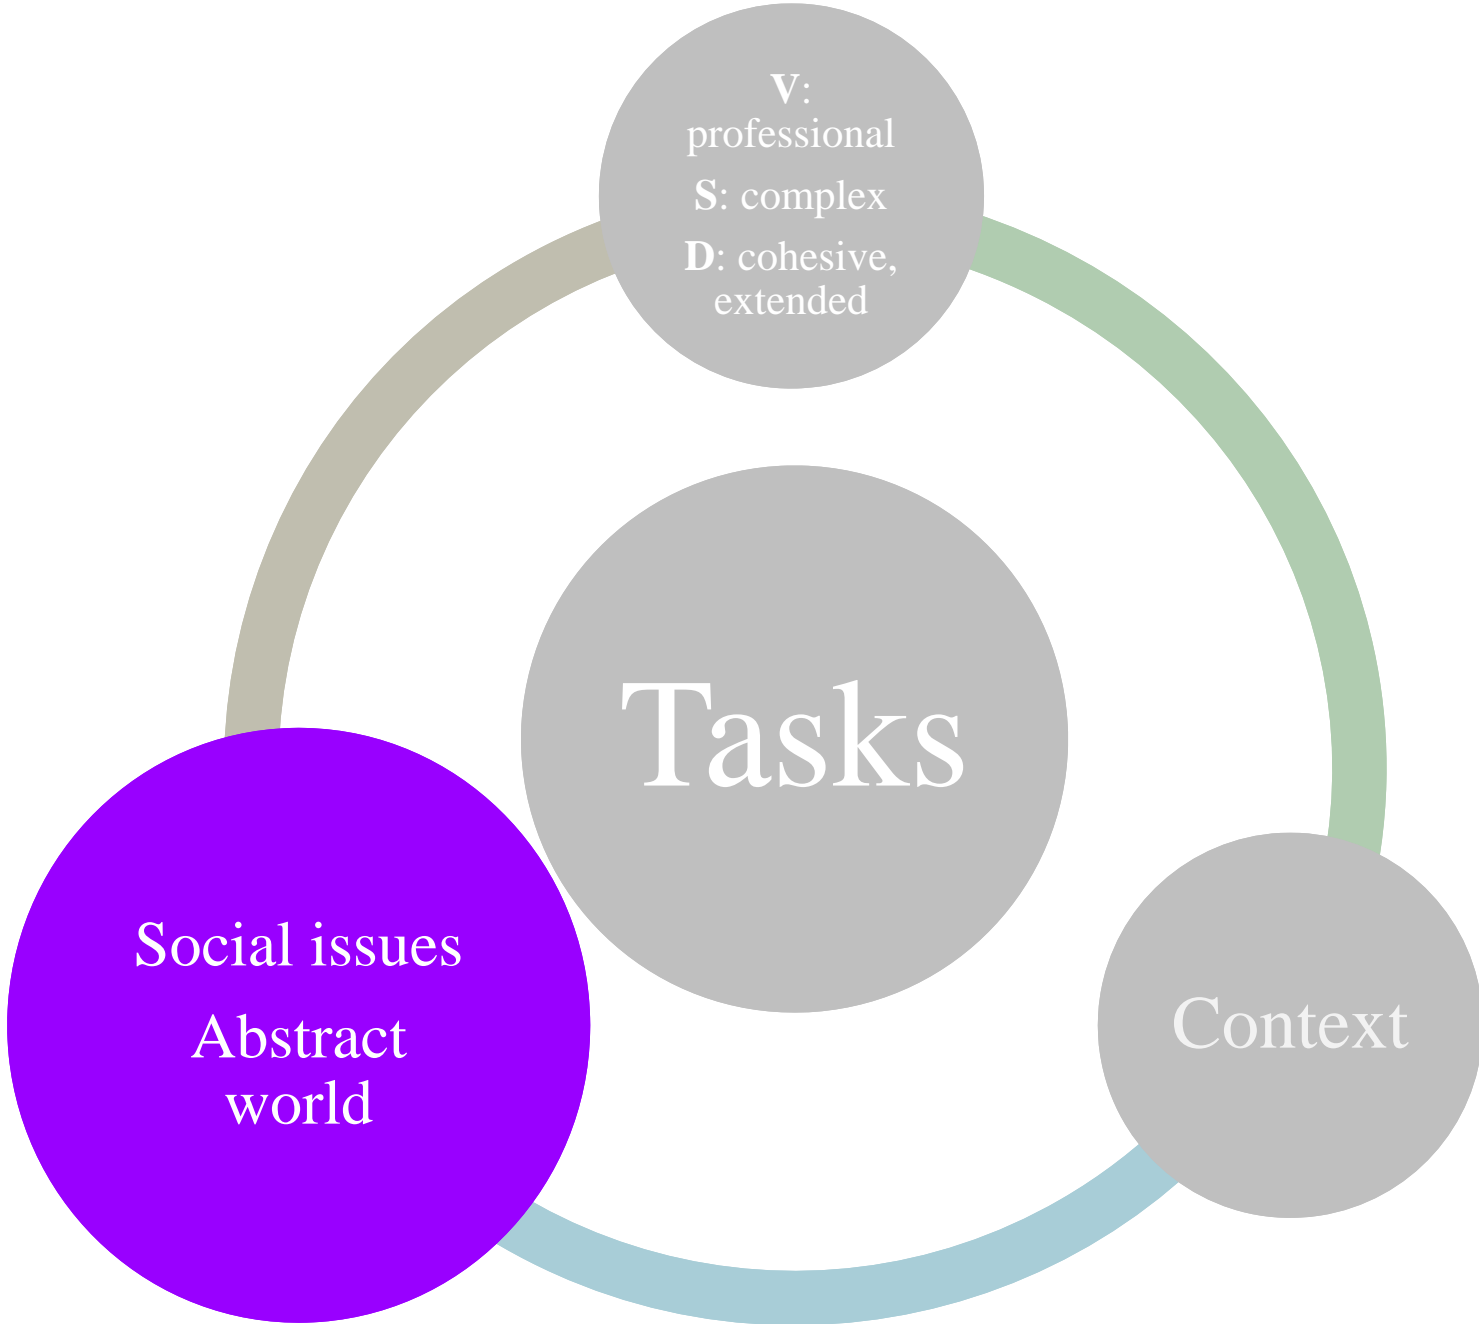 V:
professional
S: complex
D: cohesive,
extended
Tasks
Social issues
Abstract
world
Context